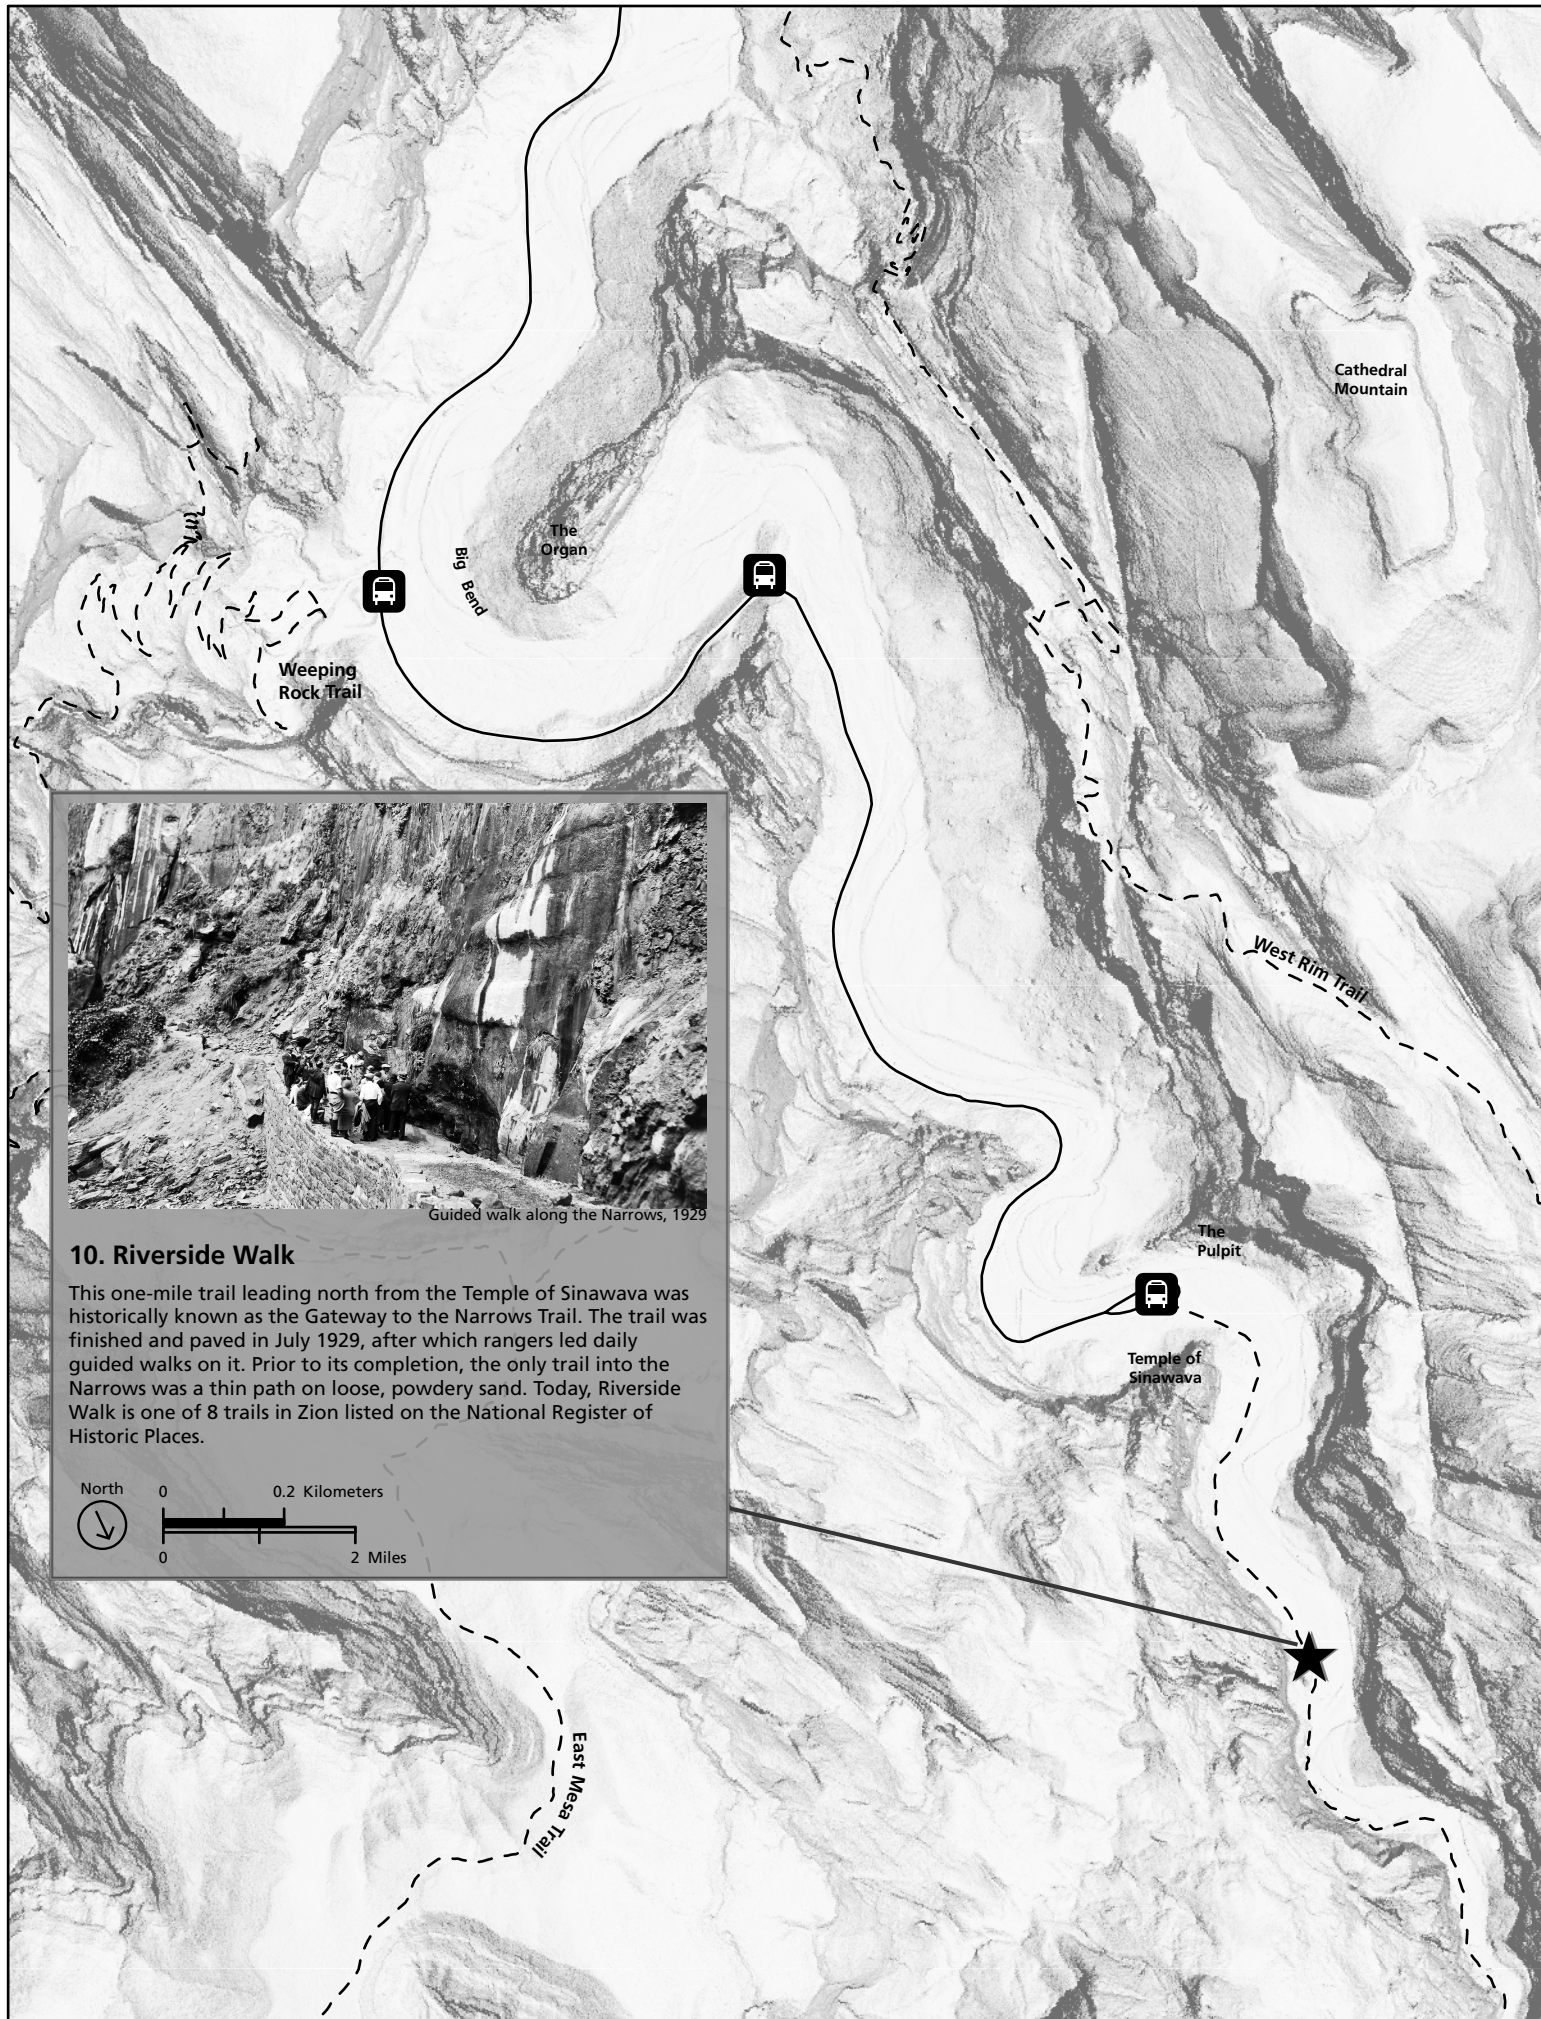 Cathedral
Mountain
The
Organ
Big Bend
Weeping
Rock Trail
West Rim Trail
Guided walk along the Narrows, 1929
The
Pulpit
10. Riverside Walk
This one-mile trail leading north from the Temple of Sinawava was
historically known as the Gateway to the Narrows Trail. The trail was
finished and paved in July 1929, after which rangers led daily
guided walks on it. Prior to its completion, the only trail into the
Narrows was a thin path on loose, powdery sand. Today, Riverside
Walk is one of 8 trails in Zion listed on the National Register of
Historic Places.
Temple of
Sinawava
North
0 0.2 Kilometers
0 2 Miles
East Mesa Trail